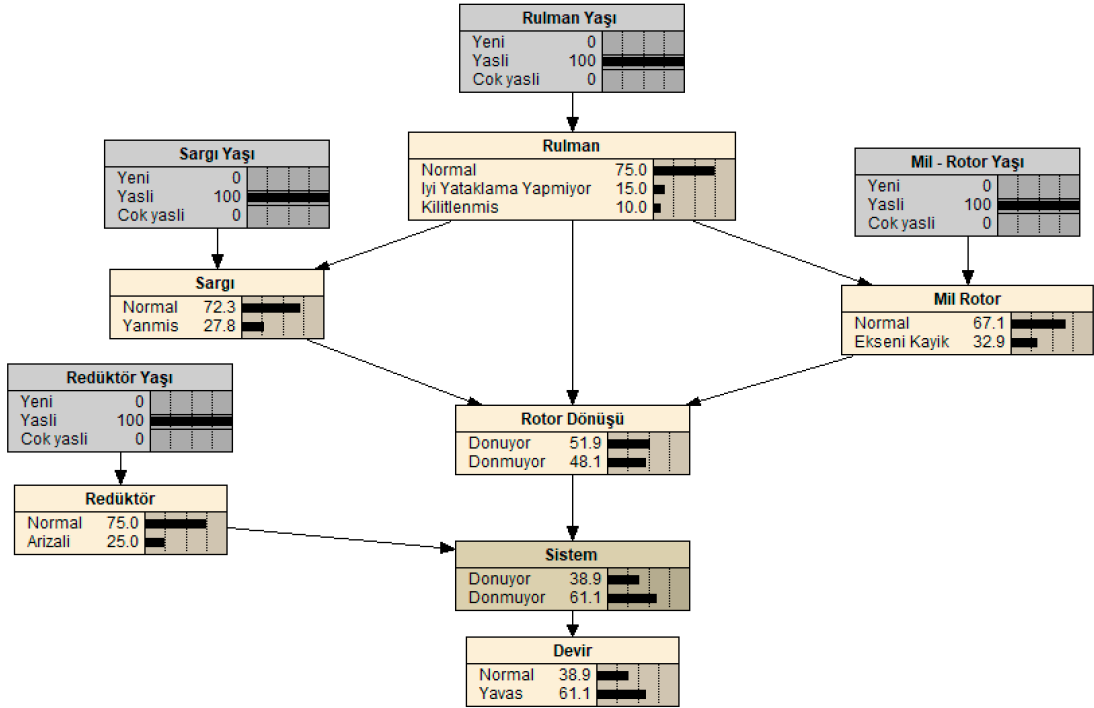 Rulman Yaşı
Yeni 0
Yasli 100
Cok yasli 0
Rulman
Normal 75.0
Iyi Yataklama Yapmiyor 15.0
Kilitlenmis 10.0
Sargı Yaşı
Yeni 0
Yasli 100
Cok yasli 0
Mil - Rotor Yaşı
Yeni 0
Yasli 100
Cok yasli 0
Sargı
Normal 72.3
Yanmis 27.8
Mil Rotor
Normal 67.1
Ekseni Kayik 32.9
Redüktör Yaşı
Yeni 0
Yasli 100
Cok yasli 0
Rotor Dönüşü
Donuyor 51.9
Donmuyor 48.1
Redüktör
Normal 75.0
Arizali 25.0
Sistem
Donuyor 38.9
Donmuyor 61.1
Devir
Normal 38.9
Yavas 61.1